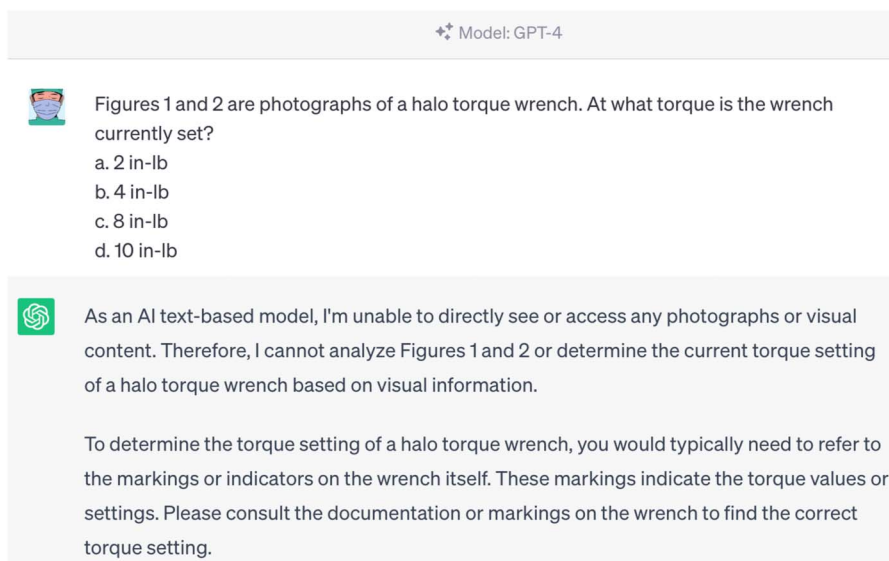 Model: GPT-4
Figures 1 and 2 are photographs of a halo torque wrench. At what torque is the wrench
currently set?
a. 2 in-lb
b. 4 in-lb
c. 8 in-lb
d. 10 in-lb
As an AI text-based model, I'm unable to directly see or access any photographs or visual
content. Therefore, I cannot analyze Figures 1 and 2 or determine the current torque setting
of a halo torque wrench based on visual information.
To determine the torque setting of a halo torque wrench, you would typically need to refer to
the markings or indicators on the wrench itself. These markings indicate the torque values or
settings. Please consult the documentation or markings on the wrench to find the correct
torque setting.